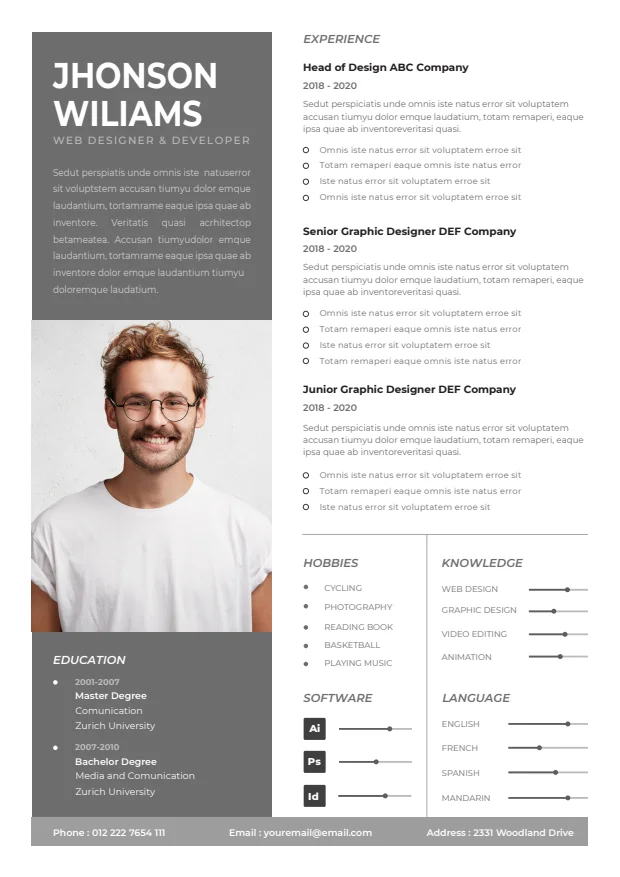 JHONSON
WILIAMS
WEB DESIGNER & DEVELOPER
Sedut perspiatis unde omnis iste natuserror
sit voluptstem accusan tiumyu dolor emque
laudantium, tortamrame eaque ipsa quae ab
inventore. Veritatis quasi acrhitectop
betameatea. Accusan tiumyudolor emque
laudantium, tortamrame eaque ipsa quae ab
inventore dolor emque laudantium tiumyu
doloremque laudatium.
EDUCATION
2001-2007
Master Degree
Comunication
Zurich University
2007-2010
Bachelor Degree
Media and Comunication
Zurich University
EXPERIENCE
Head of Design ABC Company
2018 - 2020
Sedut perspiciatis unde omnis iste natus error sit voluptatem
accusan tiumyu dolor emque laudatium, totam remaperi, eaque
ipsa quae ab inventoreveritasi quasi.
Omnis iste natus error sit voluptatem erroe sit
Totam remaperi eaque omnis iste natus error
Iste natus error sit voluptatem erroe sit
Omnis iste natus error sit voluptatem erroe sit
Senior Graphic Designer DEF Company
2018 - 2020
Sedut perspiciatis unde omnis iste natus error sit voluptatem
accusan tiumyu dolor emque laudatium, totam remaperi, eaque
ipsa quae ab inventoreveritasi quasi.
Omnis iste natus error sit voluptatem erroe sit
Totam remaperi eaque omnis iste natus error
Iste natus error sit voluptatem erroe sit
Totam remaperi eaque omnis iste natus error
Junior Graphic Designer DEF Company
2018 - 2020
Sedut perspiciatis unde omnis iste natus error sit voluptatem
accusan tiumyu dolor emque laudatium, totam remaperi, eaque
ipsa quae ab inventoreveritasi quasi.
Omnis iste natus error sit voluptatem erroe sit
Totam remaperi eaque omnis iste natus error
Iste natus error sit voluptatem erroe sit
HOBBIES
CYCLING
PHOTOGRAPHY
READING BOOK
BASKETBALL
PLAYING MUSIC
KNOWLEDGE
WEB DESIGN
GRAPHIC DESIGN
VIDEO EDITING
ANIMATION
SOFTWARE
Ai
Ps
Id
LANGUAGE
ENGLISH
FRENCH
SPANISH
MANDARIN
Phone : 012 222 7654 111
Email : youremail@email.com
Address : 2331 Woodland Drive